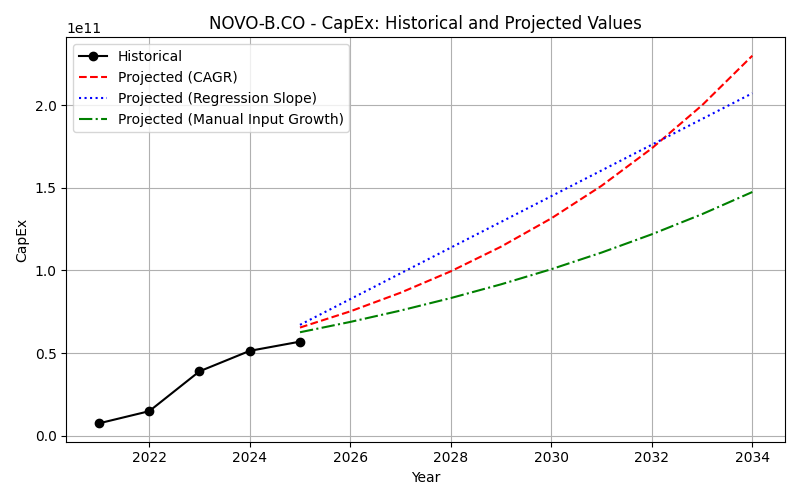 NOVO-B.CO - CapEx: Historical and Projected Values
1e11
Historical
Projected (CAGR)
Projected (Regression Slope)
Projected (Manual Input Growth)
2.0
1.5
1.0
0.5
0.0
CapEx
2022 2024 2026 2028 2030 2032 2034
Year